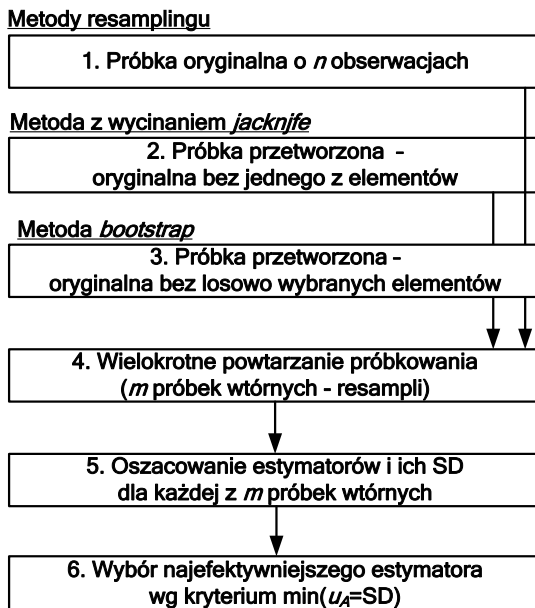 Metody resamplingu
1. Próbka oryginalna o n obserwacjach
Metoda z wycinaniem jacknjfe
2. Próbka przetworzona -
oryginalna bez jednego z elementów
Metoda bootstrap
3. Próbka przetworzona -
oryginalna bez losowo wybranych elementów
4. Wielokrotne powtarzanie próbkowania
(m próbek wtórnych - resampli)
5. Oszacowanie estymatorów i ich SD
dla każdej z m próbek wtórnych
6. Wybór najefektywniejszego estymatora
wg kryterium min(uA=SD)